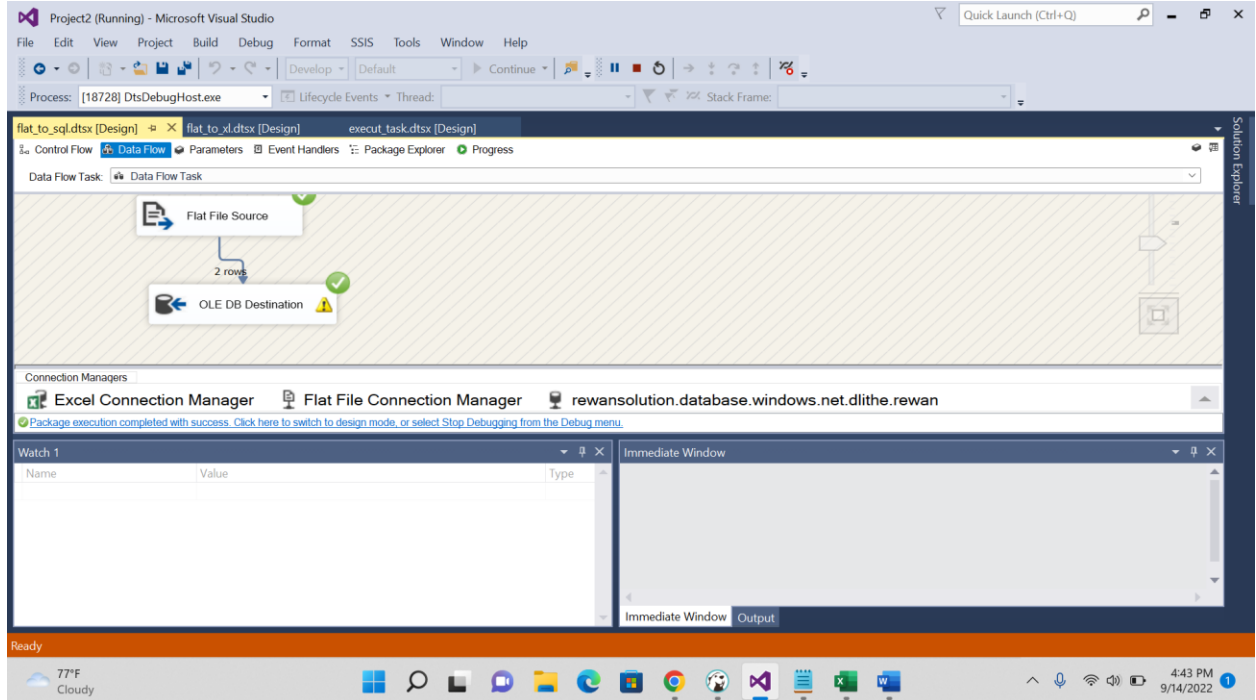 Project2 (Running) - Microsoft Visual Studio
Quick Launch (Ctrl+Q)
File Edit View Project Build Debug Format SSIS Tools Window Help
Develop Default Continue
Process: [18728] DtsDebugHost.exe Lifecycle Events Thread: Stack Frame:
flat_to_sql.dtsx [Design] flat_to_xl.dtsx [Design] execut_task.dtsx [Design]
Solution Explorer
Control Flow Data Flow Parameters Event Handlers Package Explorer Progress
Data Flow Task: Data Flow Task
Flat File Source
2 rows
OLE DB Destination
Connection Managers
Excel Connection Manager Flat File Connection Manager rewansolution.database.windows.net.dlithe.rewan
Package execution completed with success. Click here to switch to design mode, or select Stop Debugging from the Debug menu.
Watch 1
Name Value Type
Immediate Window
Immediate Window Output
Ready
77°F
Cloudy
4:43 PM
9/14/2022
1